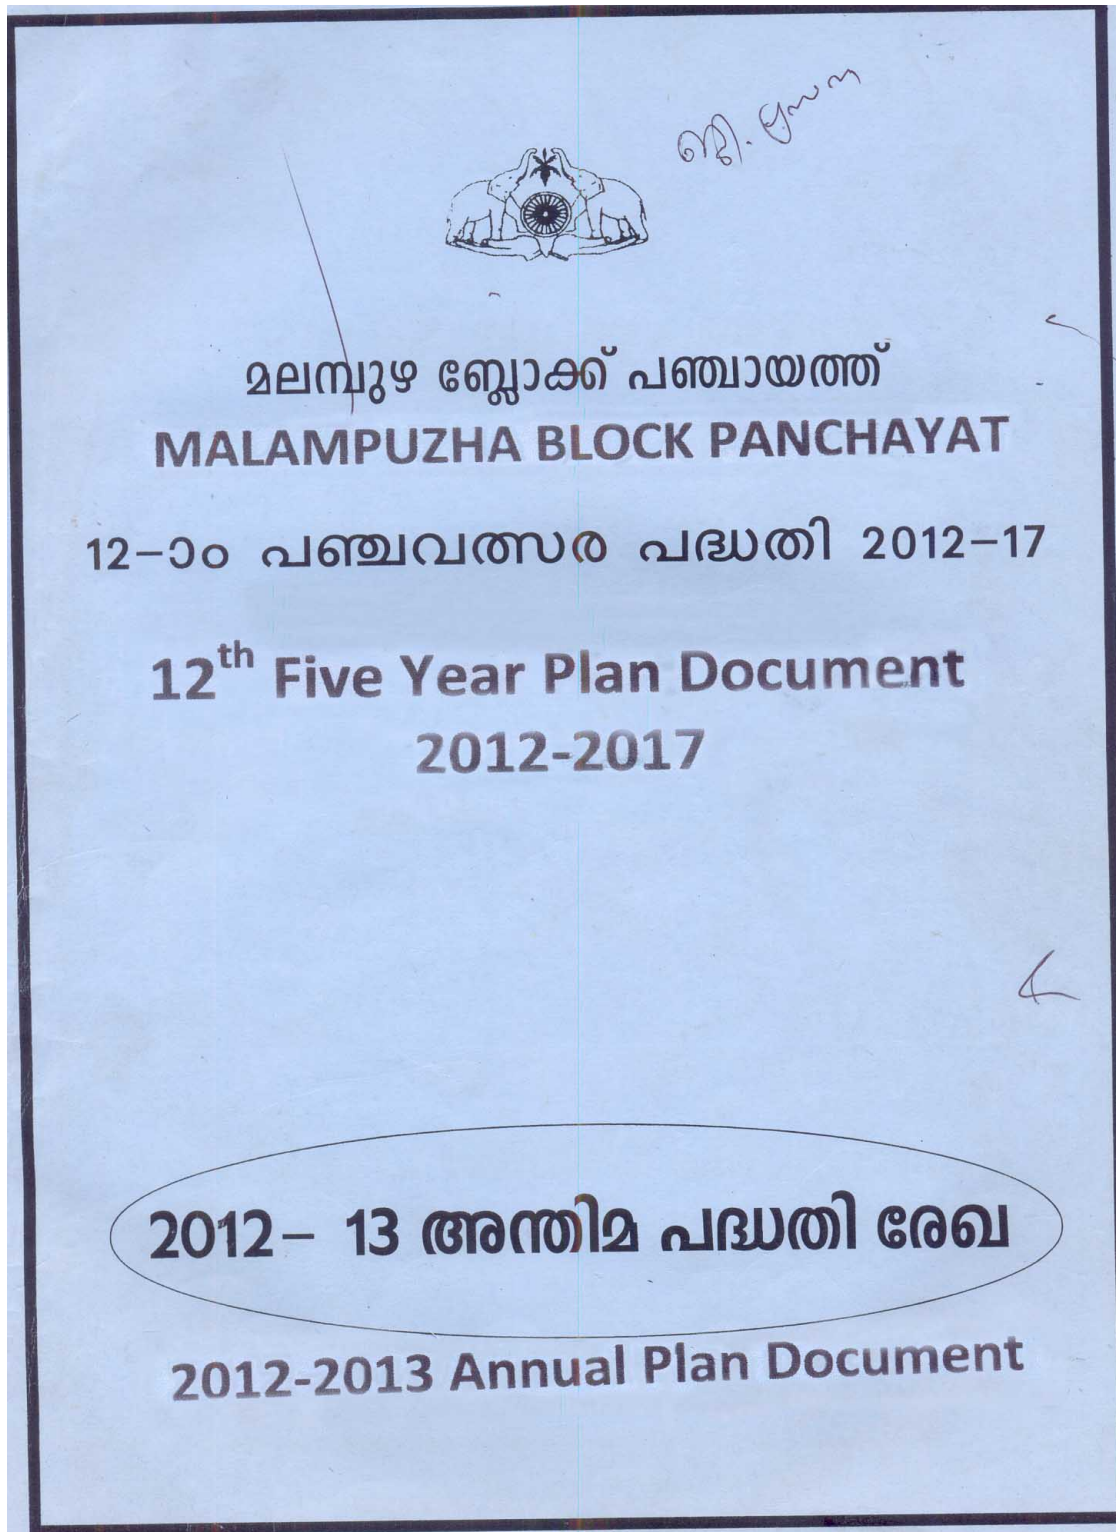 മലമ്പുഴ ബ്ലോക്ക് പഞ്ചായത്ത്
MALAMPUZHA BLOCK PANCHAYAT
12-ാം പഞ്ചവത്സര പദ്ധതി 2012-17
12th Five Year Plan Document
2012-2017
2012- 13 അന്തിമ പദ്ധതി രേഖ
2012-2013 Annual Plan Document